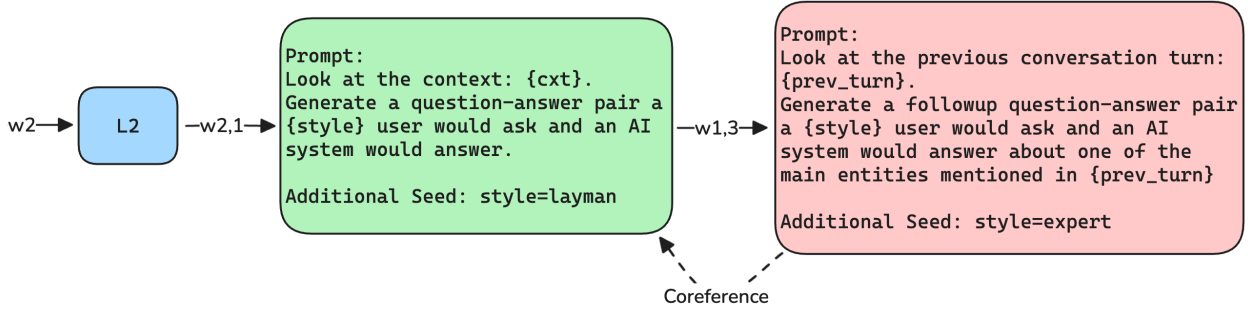 w2
L2
w2,1
Prompt:
Look at the context: {cxt}.
Generate a question-answer pair a
{style} user would ask and an AI
system would answer.
Additional Seed: style=layman
w1,3
Prompt:
Look at the previous conversation turn:
{prev_turn}.
Generate a followup question-answer pair
a {style} user would ask and an AI
system would answer about one of the
main entities mentioned in {prev_turn}
Additional Seed: style=expert
Coreference